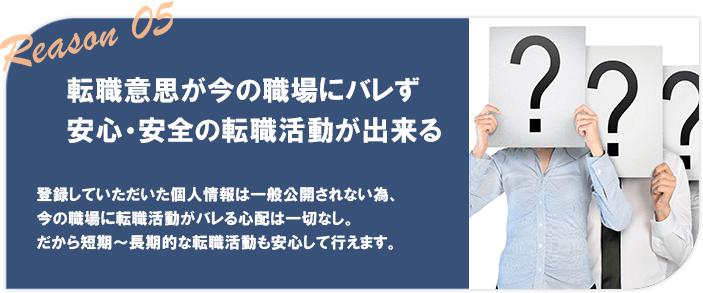 Reason 05
転職意思が今の職場にバレず
安心・安全の転職活動が出来る
登録していただいた個人情報は一般公開されない為、
今の職場に転職活動がバレる心配は一切なし。
だから短期～長期的な転職活動も安心して行えます。
?
?
?